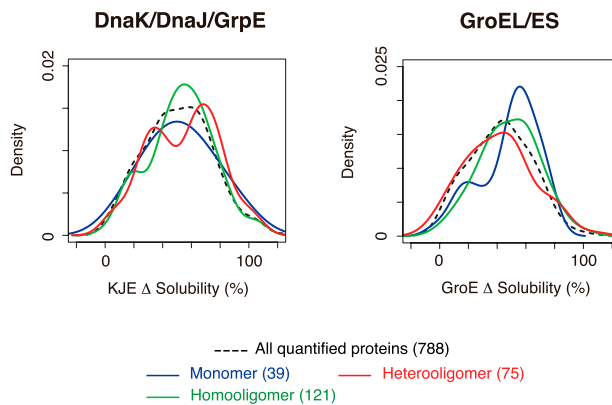 DnaK/DnaJ/GrpE
GroEL/ES
0.02
Density
0
0
100
KJE Δ Solubility (%)
0.025
Density
0
0
100
GroE Δ Solubility (%)
All quantified proteins (788)
Monomer (39)
Heterooligomer (75)
Homooligomer (121)